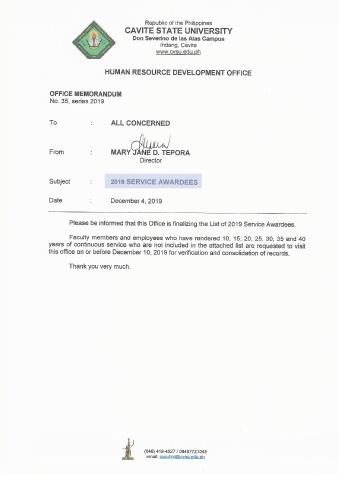 Republic of the Philippines
CAVITE STATE UNIVERSITY
Don Severino de las Alas Campus
Indang, Cavite
www.cvsu.edu.ph
HUMAN RESOURCE DEVELOPMENT OFFICE
OFFICE MEMORANDUM
No. 35, series 2019
To : ALL CONCERNED
From : MARY JANE D. TEPORA
Director
Subject : 2019 SERVICE AWARDEES
Date : December 4, 2019
Please be informed that this Office is finalizing the List of 2019 Service Awardees.
Faculty members and employees who have rendered 10, 15, 20, 25, 30, 35 and 40
years of continuous service who are not included in the attached list are requested to visit
this office on or before December 10, 2019 for verification and consolidation of records.
Thank you very much.
email: